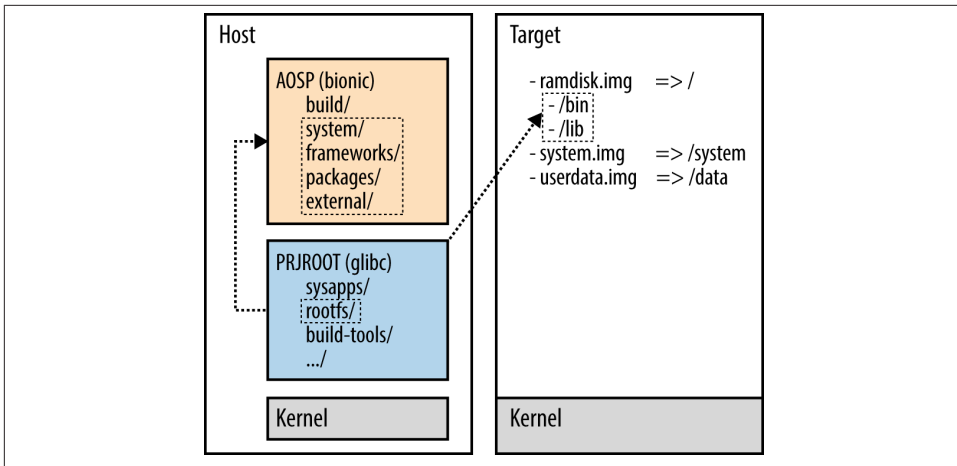 Host
AOSP (bionic)
build/
system/
frameworks/
packages/
external/
PRJROOT (glibc)
sysapps/
rootfs/
build-tools/
.../
Kernel
Target
- ramdisk.img => /
- /bin
- /lib
- system.img => /system
- userdata.img => /data
Kernel